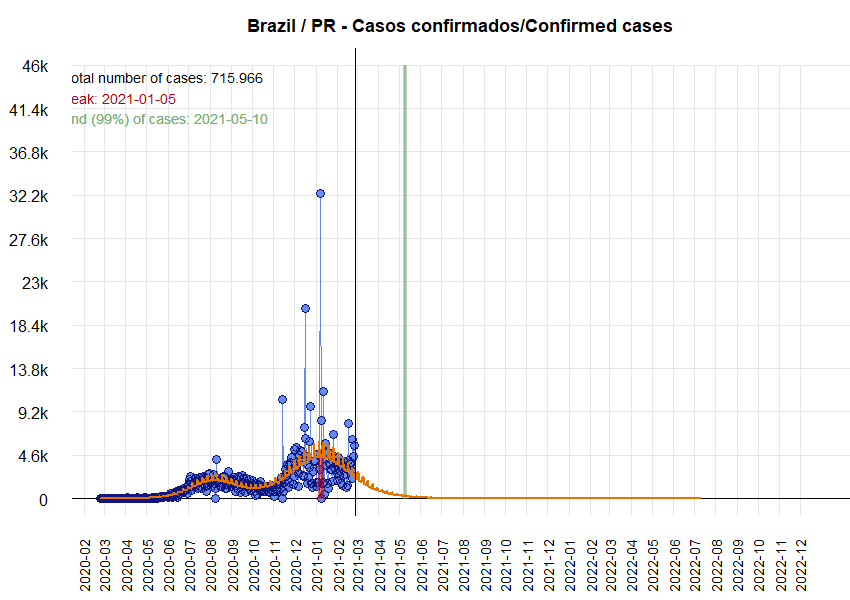 Brazil / PR - Casos confirmados/Confirmed cases
otal number of cases: 715.966
eak: 2021-01-05
nd (99%) of cases: 2021-05-10
46k
41.4k
36.8k
32.2k
27.6k
23k
18.4k
13.8k
9.2k
4.6k
0
2020-02
2020-03
2020-04
2020-05
2020-06
2020-07
2020-08
2020-09
2020-10
2020-11
2020-12
2021-01
2021-03
2021-04
2021-05
2021-06
2021-07
2021-08
2021-09
2021-10
2021-11
2021-12
2022-01
2022-02
2022-03
2022-04
2022-05
2022-06
2022-07
2022-08
2022-09
2022-10
2022-11
2022-12